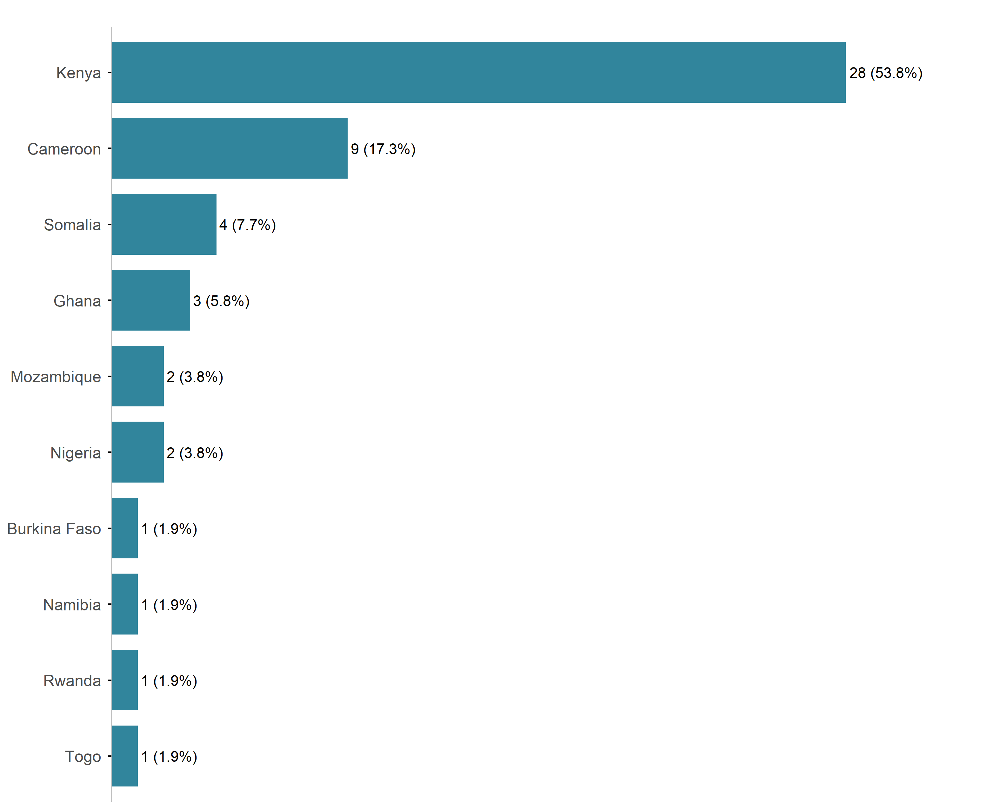 Kenya 28 (53.8%)
Cameroon 9 (17.3%)
Somalia 4 (7.7%)
Ghana 3 (5.8%)
Mozambique 2 (3.8%)
Nigeria 2 (3.8%)
Burkina Faso 1 (1.9%)
Namibia 1 (1.9%)
Rwanda 1 (1.9%)
Togo 1 (1.9%)